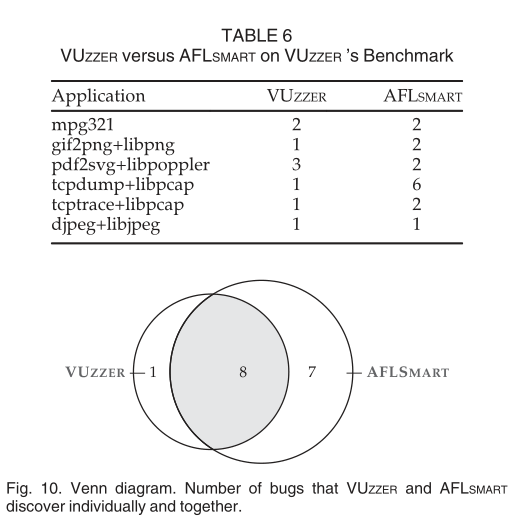 TABLE 6
VUZZER versus AFLSMART on VUZZER 's Benchmark
Application VUZZER AFLSMART
mpg321 2 2
gif2png+libpng 1 2
pdf2svg+libpoppler 3 2
tcpdump+libpcap 1 6
tcptrace+libpcap 1 2
djpeg+libjpeg 1 1
VUZZER 1 8 7 AFLSMART
Fig. 10. Venn diagram. Number of bugs that VUZZER and AFLSMART
discover individually and together.